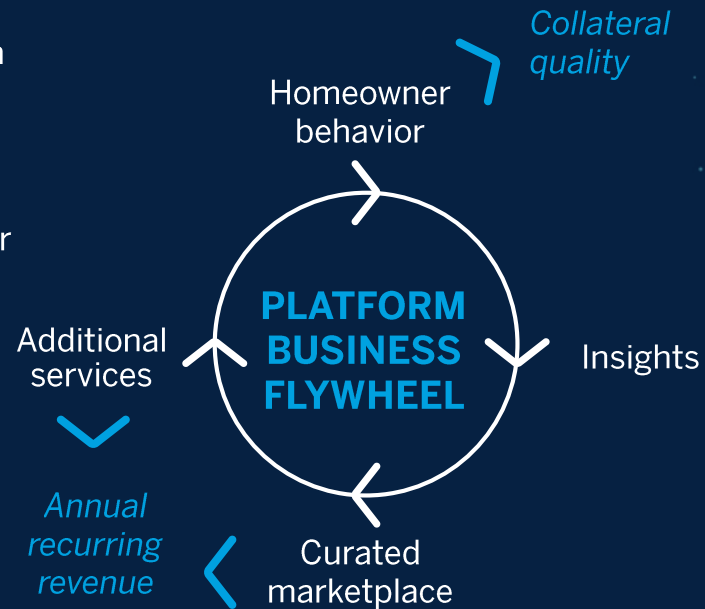 Collateral
quality
Homeowner
behavior
PLATFORM
BUSINESS
FLYWHEEL
Additional
services
Insights
Annual
recurring
revenue
Curated
marketplace